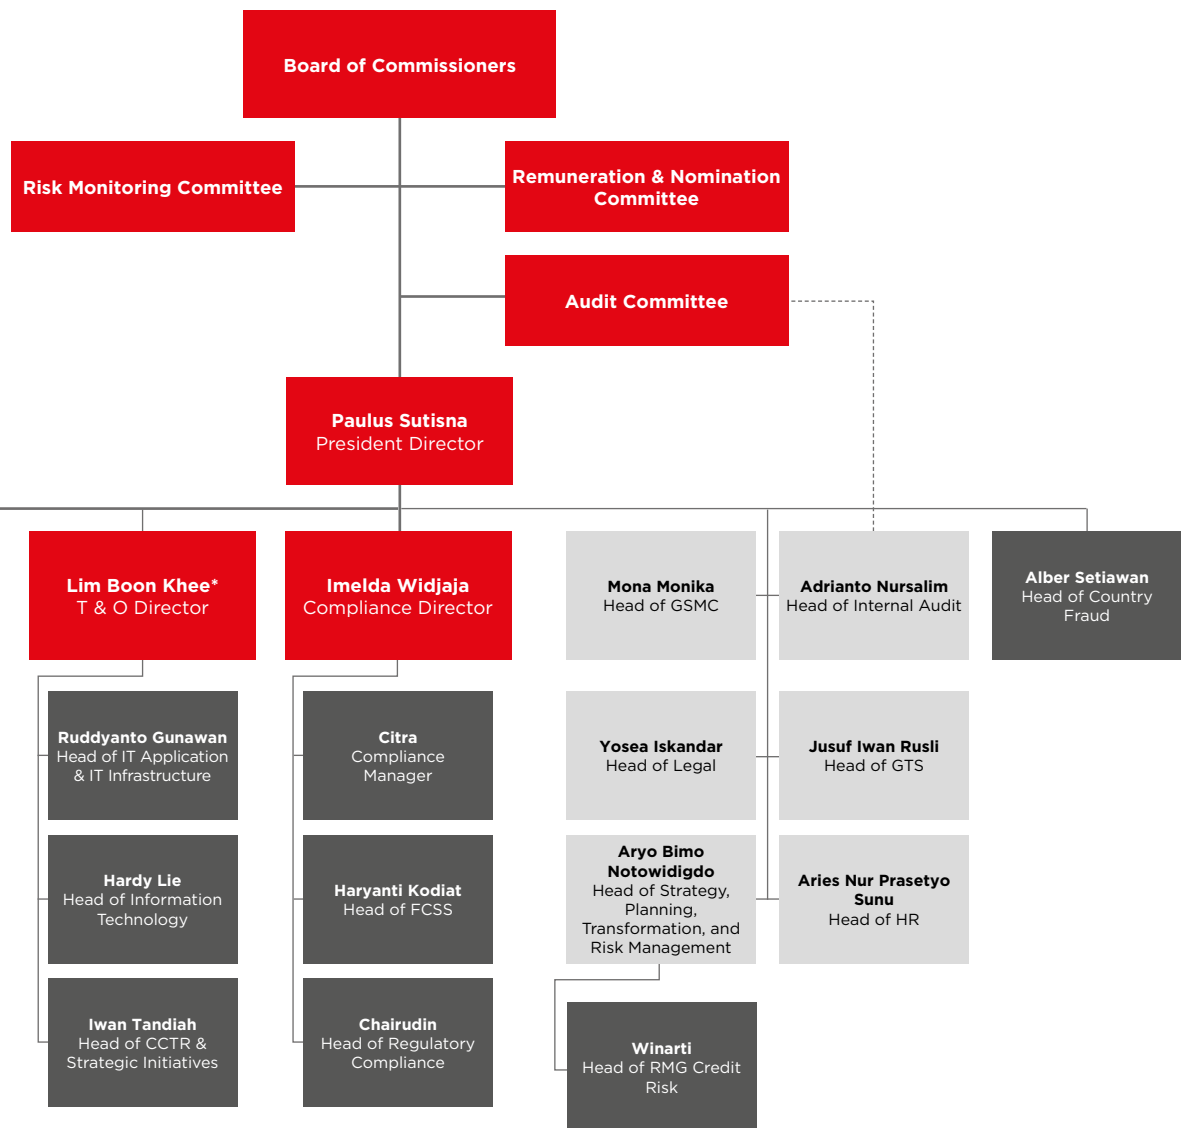 Board of Commissioners
Risk Monitoring Committee
Remuneration & Nomination
Committee
Audit Committee
Paulus Sutisna
President Director
Lim Boon Khee*
T & O Director
Imelda Widjaja
Compliance Director
Mona Monika
Head of GSMC
Adrianto Nursalim
Head of Internal Audit
Alber Setiawan
Head of Country
Fraud
Ruddyanto Gunawan
Head of IT Application
& IT Infrastructure
Citra
Compliance
Manager
Yosea Iskandar
Head of Legal
Jusuf Iwan Rusli
Head of GTS
Hardy Lie
Head of Information
Technology
Haryanti Kodiat
Head of FCSS
Aryo Bimo
Notowidigdo
Head of Strategy,
Planning,
Transformation, and
Risk Management
Aries Nur Prasetyo
Sunu
Head of HR
Iwan Tandiah
Head of CCTR &
Strategic Initiatives
Chairudin
Head of Regulatory
Compliance
Winarti
Head of RMG Credit
Risk